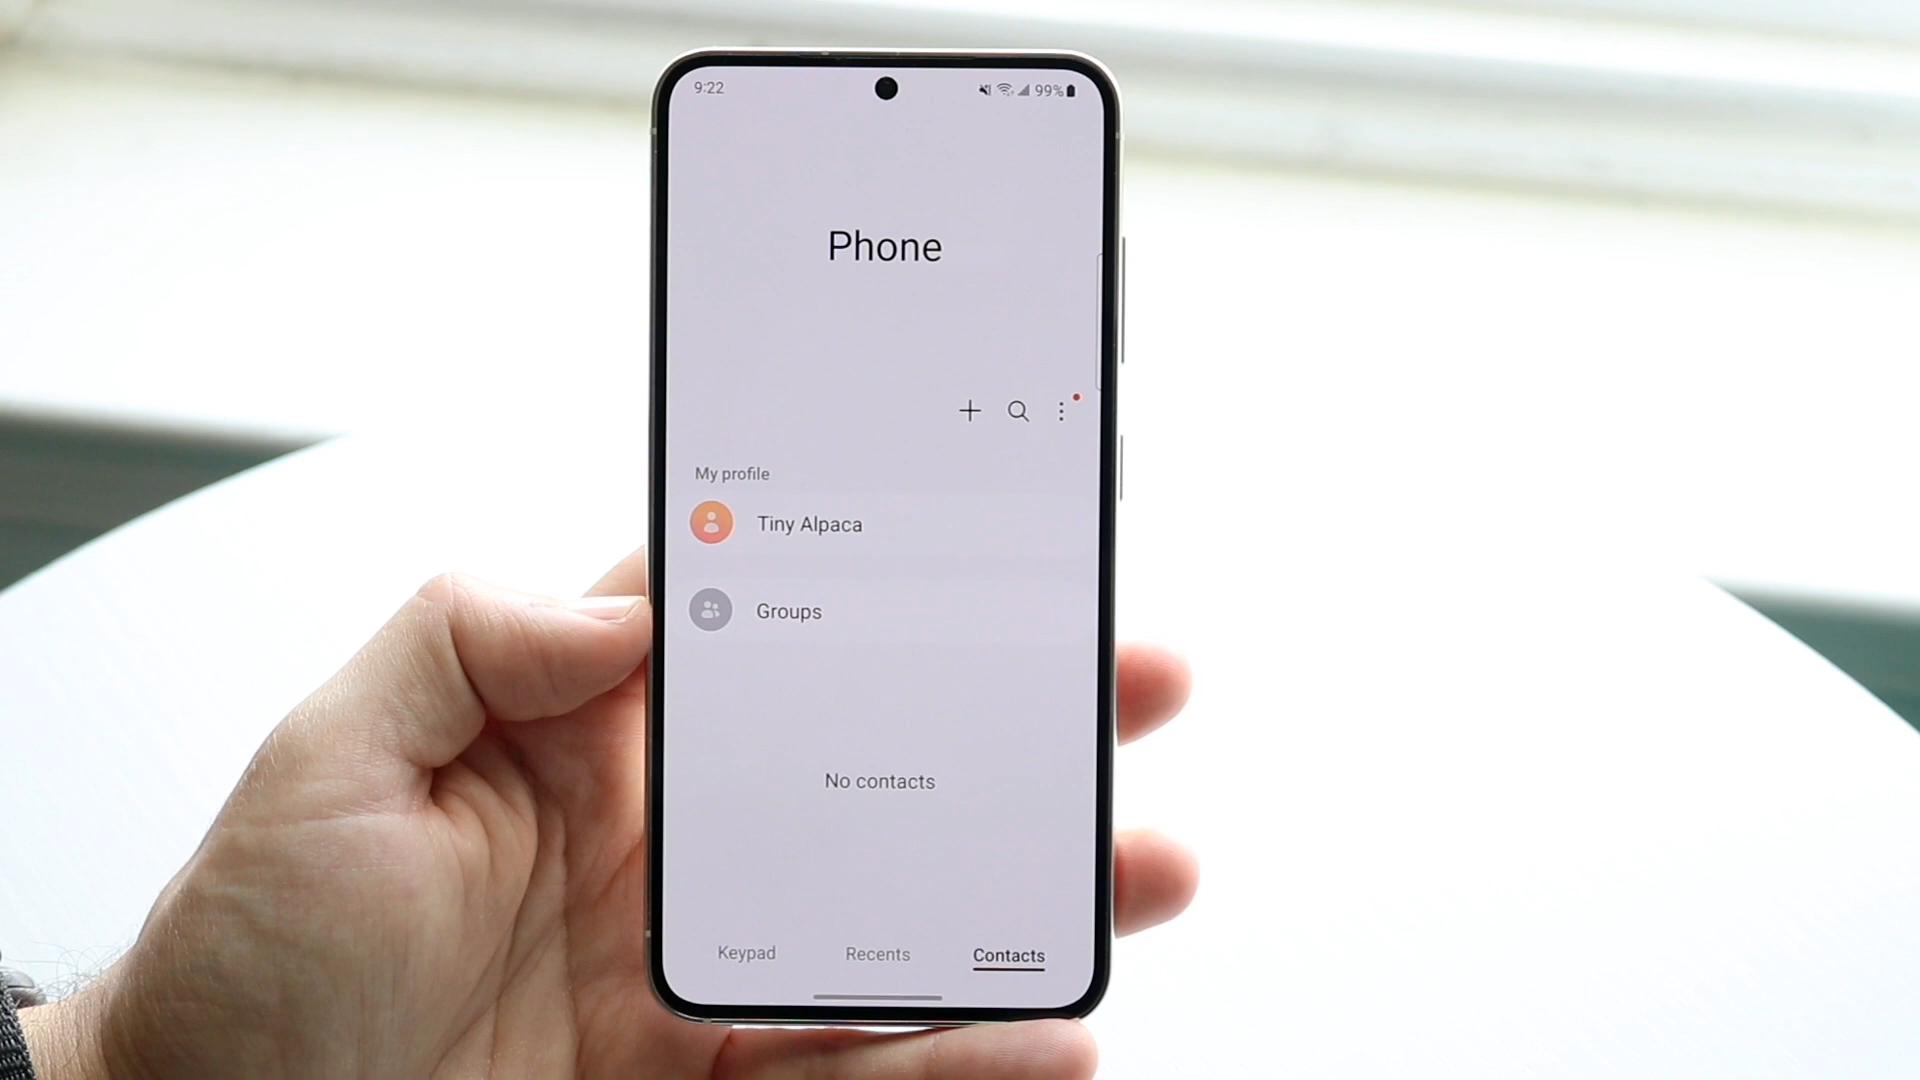 9:22
99%
Phone
My profile
Tiny Alpaca
Groups
No contacts
Keypad Recents Contacts